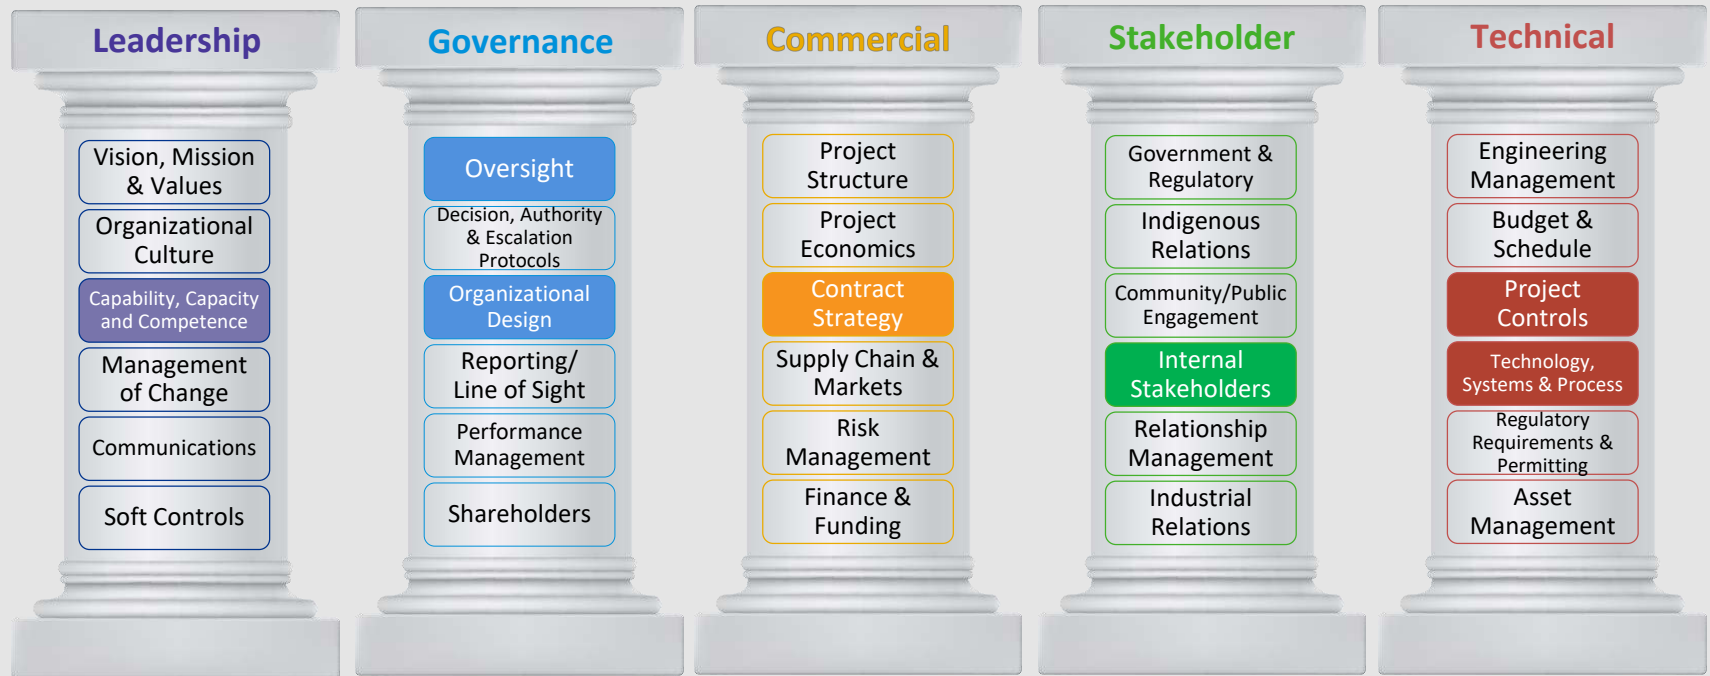 Leadership
Vision, Mission
& Values
Organizational
Culture
Capability, Capacity
and Competence
Management
of Change
Communications
Soft Controls
Governance
Oversight
Decision, Authority
& Escalation
Protocols
Organizational
Design
Reporting/
Line of Sight
Performance
Management
Shareholders
Commercial
Project
Structure
Project
Economics
Contract
Strategy
Supply Chain &
Markets
Risk
Management
Finance &
Funding
Stakeholder
Government &
Regulatory
Indigenous
Relations
Community/Public
Engagement
Internal
Stakeholders
Relationship
Management
Industrial
Relations
Technical
Engineering
Management
Budget &
Schedule
Project
Controls
Technology,
Systems & Process
Regulatory
Requirements &
Permitting
Asset
Management